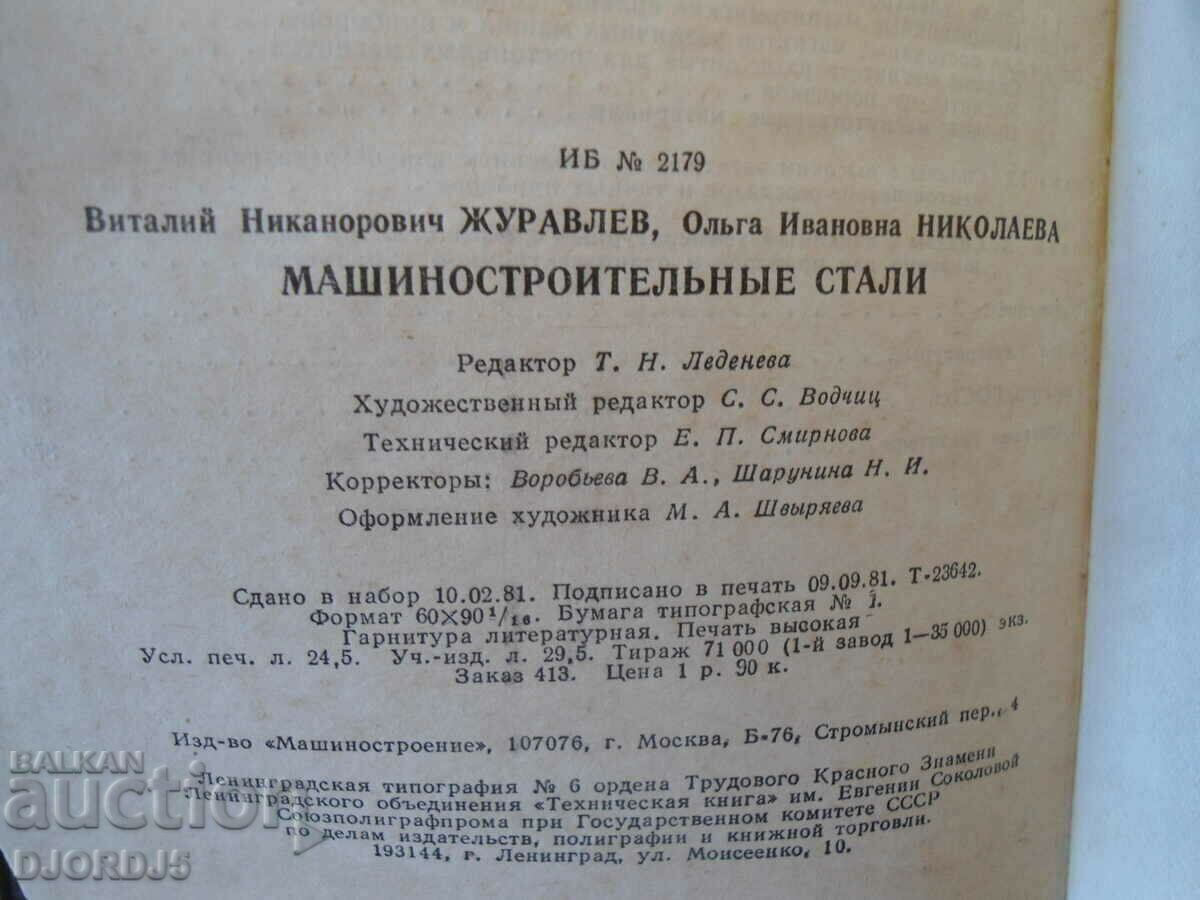 ИБ № 2179
Виталий Никанорович ЖУРАВЛЕВ, Ольга Ивановна НИКОЛАЕВА
МАШИНОСТРОИТЕЛЬНЫЕ СТАЛИ
Редактор Т. Н. Леденева
Художественный редактор С. С. Водчиц
Технический редактор Е. П. Смирнова
Корректоры: Воробьева В. А., Шарунина Н. И.
Оформление художника М. А. Швыряева
Сдано в набор 10.02.81. Подписано в печать 09.09.81. Т-23642.
Формат 60×90 1/16. Бумага типографская № 1.
Гарнитура литературная. Печать высокая
Усл. печ. л. 24,5. Уч.-изд. л. 29,5. Тираж 71 000 (1-й завод 1—35 000) экз.
Заказ 413. Цена 1 р. 90 к.
Изд-во «Машиностроение», 107076, г. Москва, Б-76, Стромынский пер., 4
Ленинградская типография № 6 ордена Трудового Красного Знамени
Ленинградского объединения «Техническая книга» им. Евгении Соколовой
Союзполиграфпрома при Государственном комитете СССР
по делам издательств, полиграфии и книжной торговли.
193144, г. Ленинград, ул. Моисеенко, 10.
BALKAN
auction
DJORDJ5